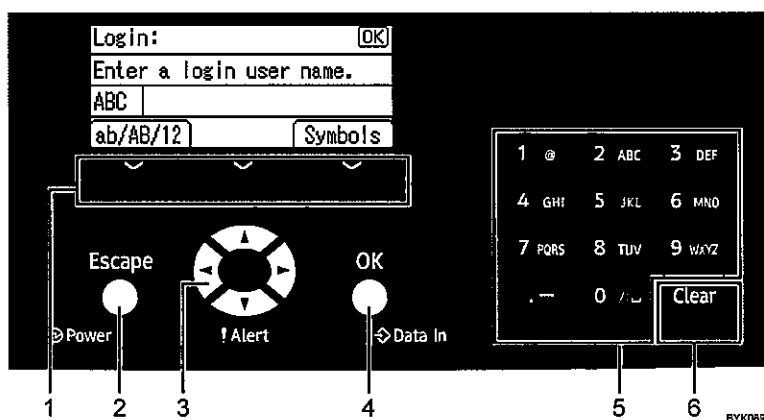 Login: OK
Enter a login user name.
ABC
ab/AB/12 Symbols
1 @ 2 ABC 3 DEF
4 GHI 5 JKL 6 MNO
7 PQRS 8 TUV 9 WXYZ
.— 0 /:⌴ Clear
Escape OK
Power !Alert Data In
1 2 3 4 5 6
BYK069